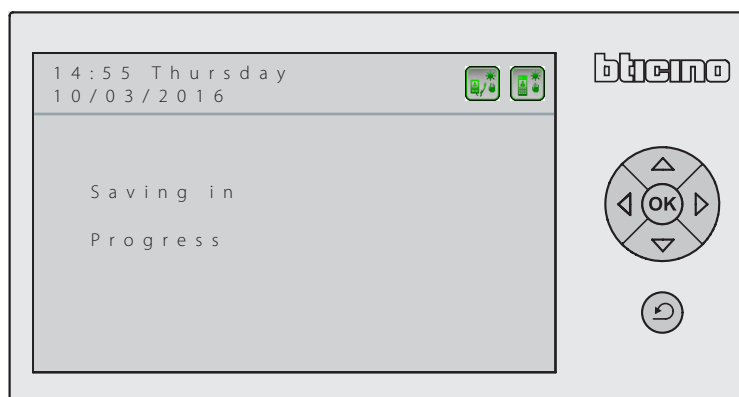 14:55 Thursday
10/03/2016
bticino
Saving in
Progress
OK